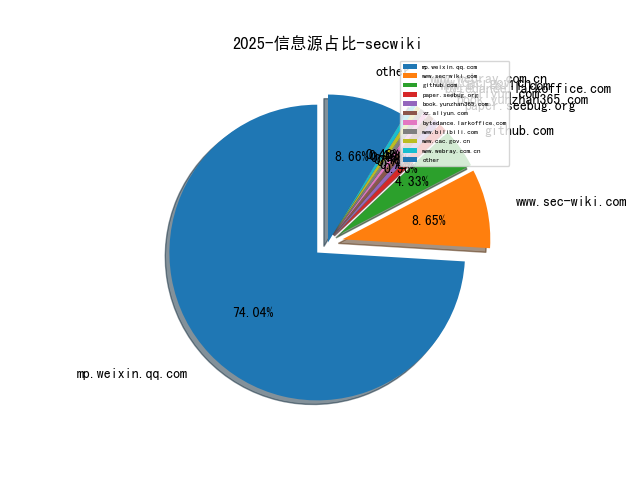 2025-信息源占比-secwiki
mp.weixin.qq.com
www.sec-wiki.com
github.com
paper.seebug.org
book.yunzhan365.com
xz.aliyun.com
bytedance.larkoffice.com
www.bilibili.com
www.cac.gov.cn
www.webray.com.cn
other
other
8.66%
4.33%
8.65%
74.04%
github.com
www.sec-wiki.com
mp.weixin.qq.com